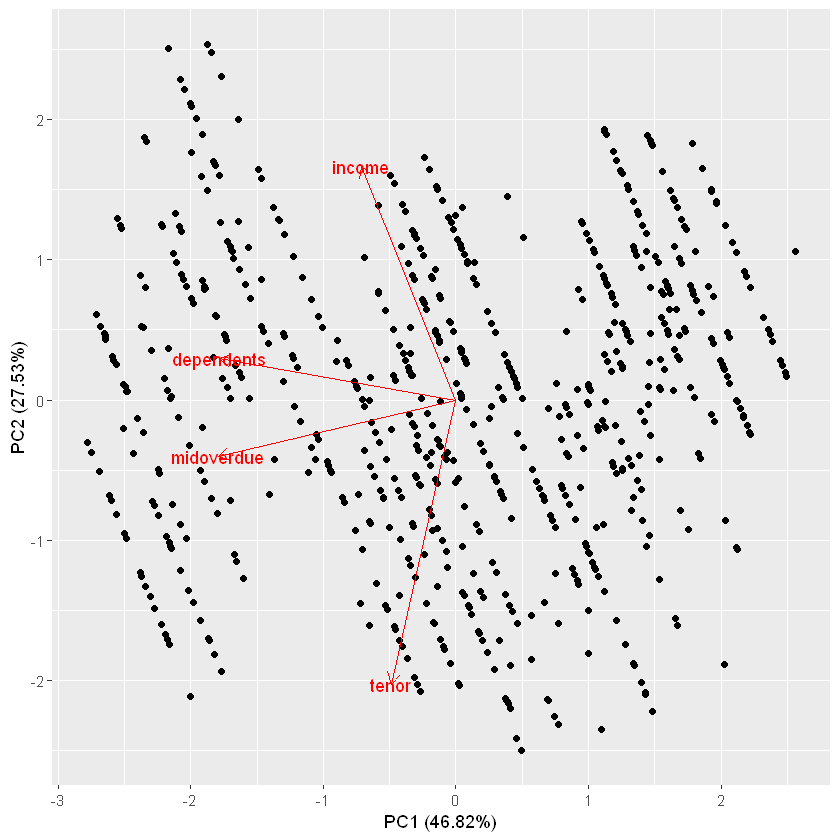 2
income
1
dependents
PC2 (27.53%)
0
midoverdue
-1
-2
tenor
-3
-2
-1
0
1
2
PC1 (46.82%)